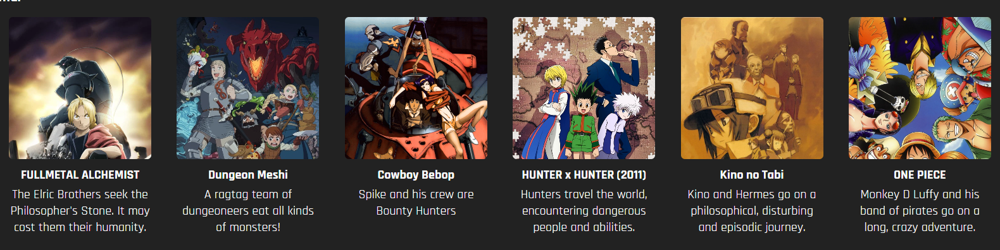 FULLMETAL ALCHEMIST
The Elric Brothers seek the
Philosopher's Stone. It may
cost them their humanity.
Dungeon Meshi
A ragtag team of
dungeoneers eat all kinds
of monsters!
Cowboy Bebop
Spike and his crew are
Bounty Hunters
HUNTER x HUNTER (2011)
Hunters travel the world,
encountering dangerous
people and abilities.
Kino no Tabi
Kino and Hermes go on a
philosophical, disturbing
and episodic journey.
ONE PIECE
Monkey D Luffy and his
band of pirates go on a
long, crazy adventure.